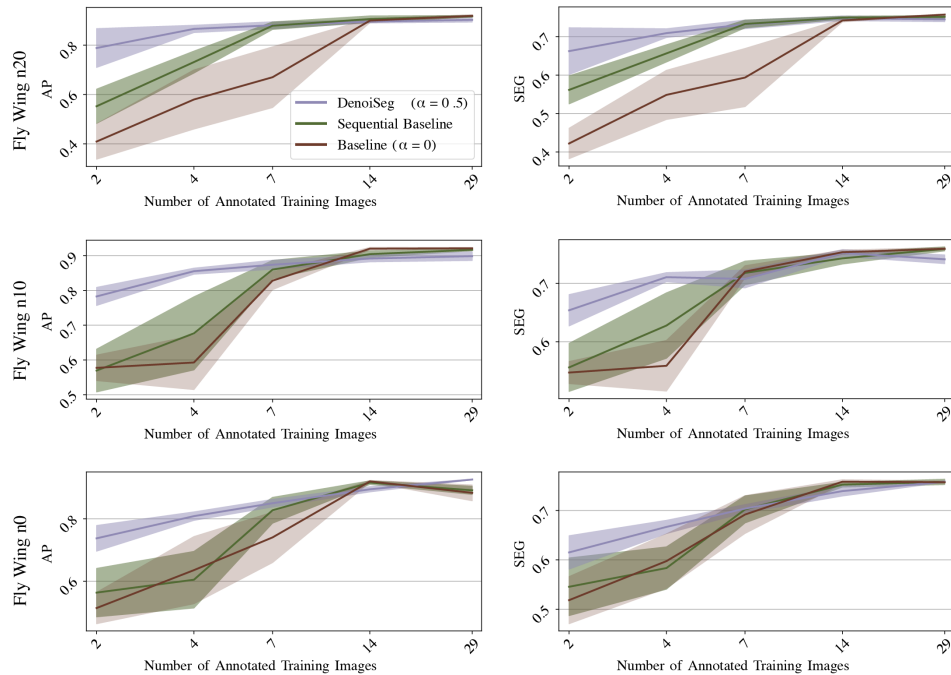 Fly Wing n20
AP
0.8
0.6
0.4
DenoiSeg (α = 0 .5)
Sequential Baseline
Baseline (α = 0)
2
4
7
14
29
Number of Annotated Training Images
SEG
0.7
0.6
0.5
0.4
2
4
7
14
29
Number of Annotated Training Images
Fly Wing n10
AP
0.9
0.8
0.7
0.6
0.5
2
4
7
14
29
Number of Annotated Training Images
SEG
0.7
0.6
2
4
7
14
29
Number of Annotated Training Images
Fly Wing n0
AP
0.8
0.6
2
4
7
14
29
Number of Annotated Training Images
SEG
0.7
0.6
0.5
2
4
7
14
29
Number of Annotated Training Images